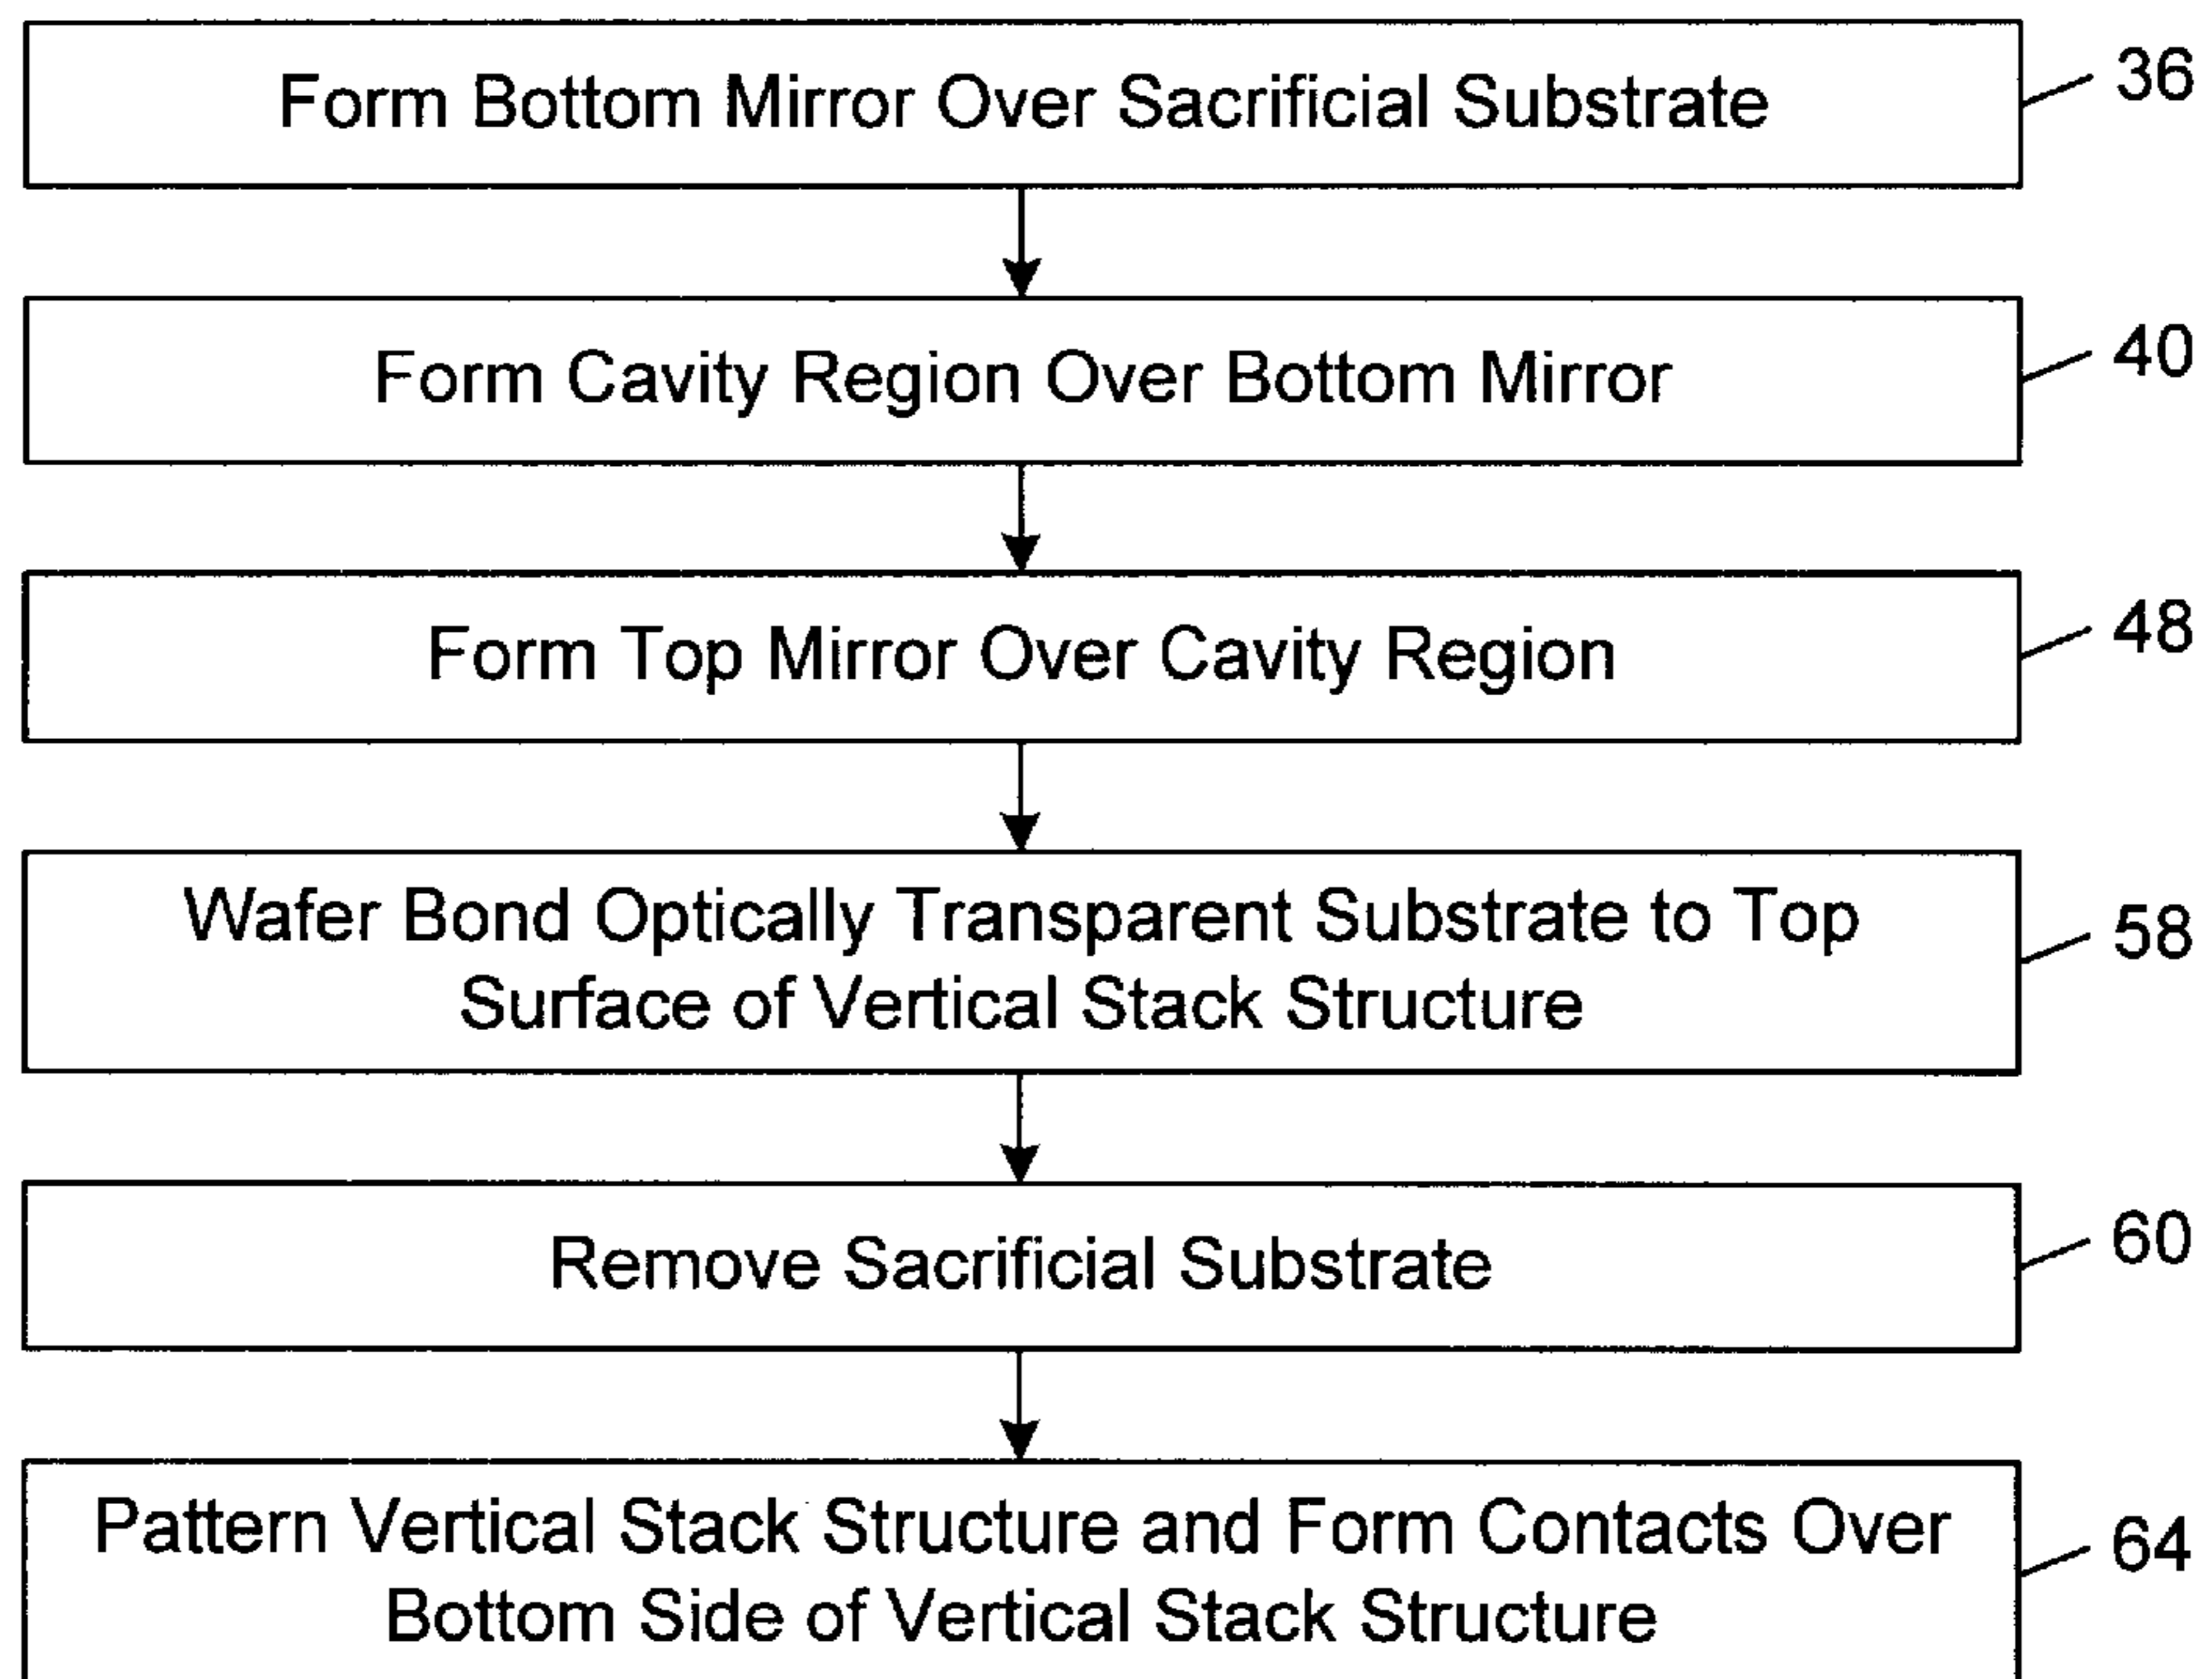 Form Bottom Mirror Over Sacrificial Substrate
36
Form Cavity Region Over Bottom Mirror
40
Form Top Mirror Over Cavity Region
48
Wafer Bond Optically Transparent Substrate to Top
Surface of Vertical Stack Structure
58
Remove Sacrificial Substrate
60
Pattern Vertical Stack Structure and Form Contacts Over
Bottom Side of Vertical Stack Structure
64